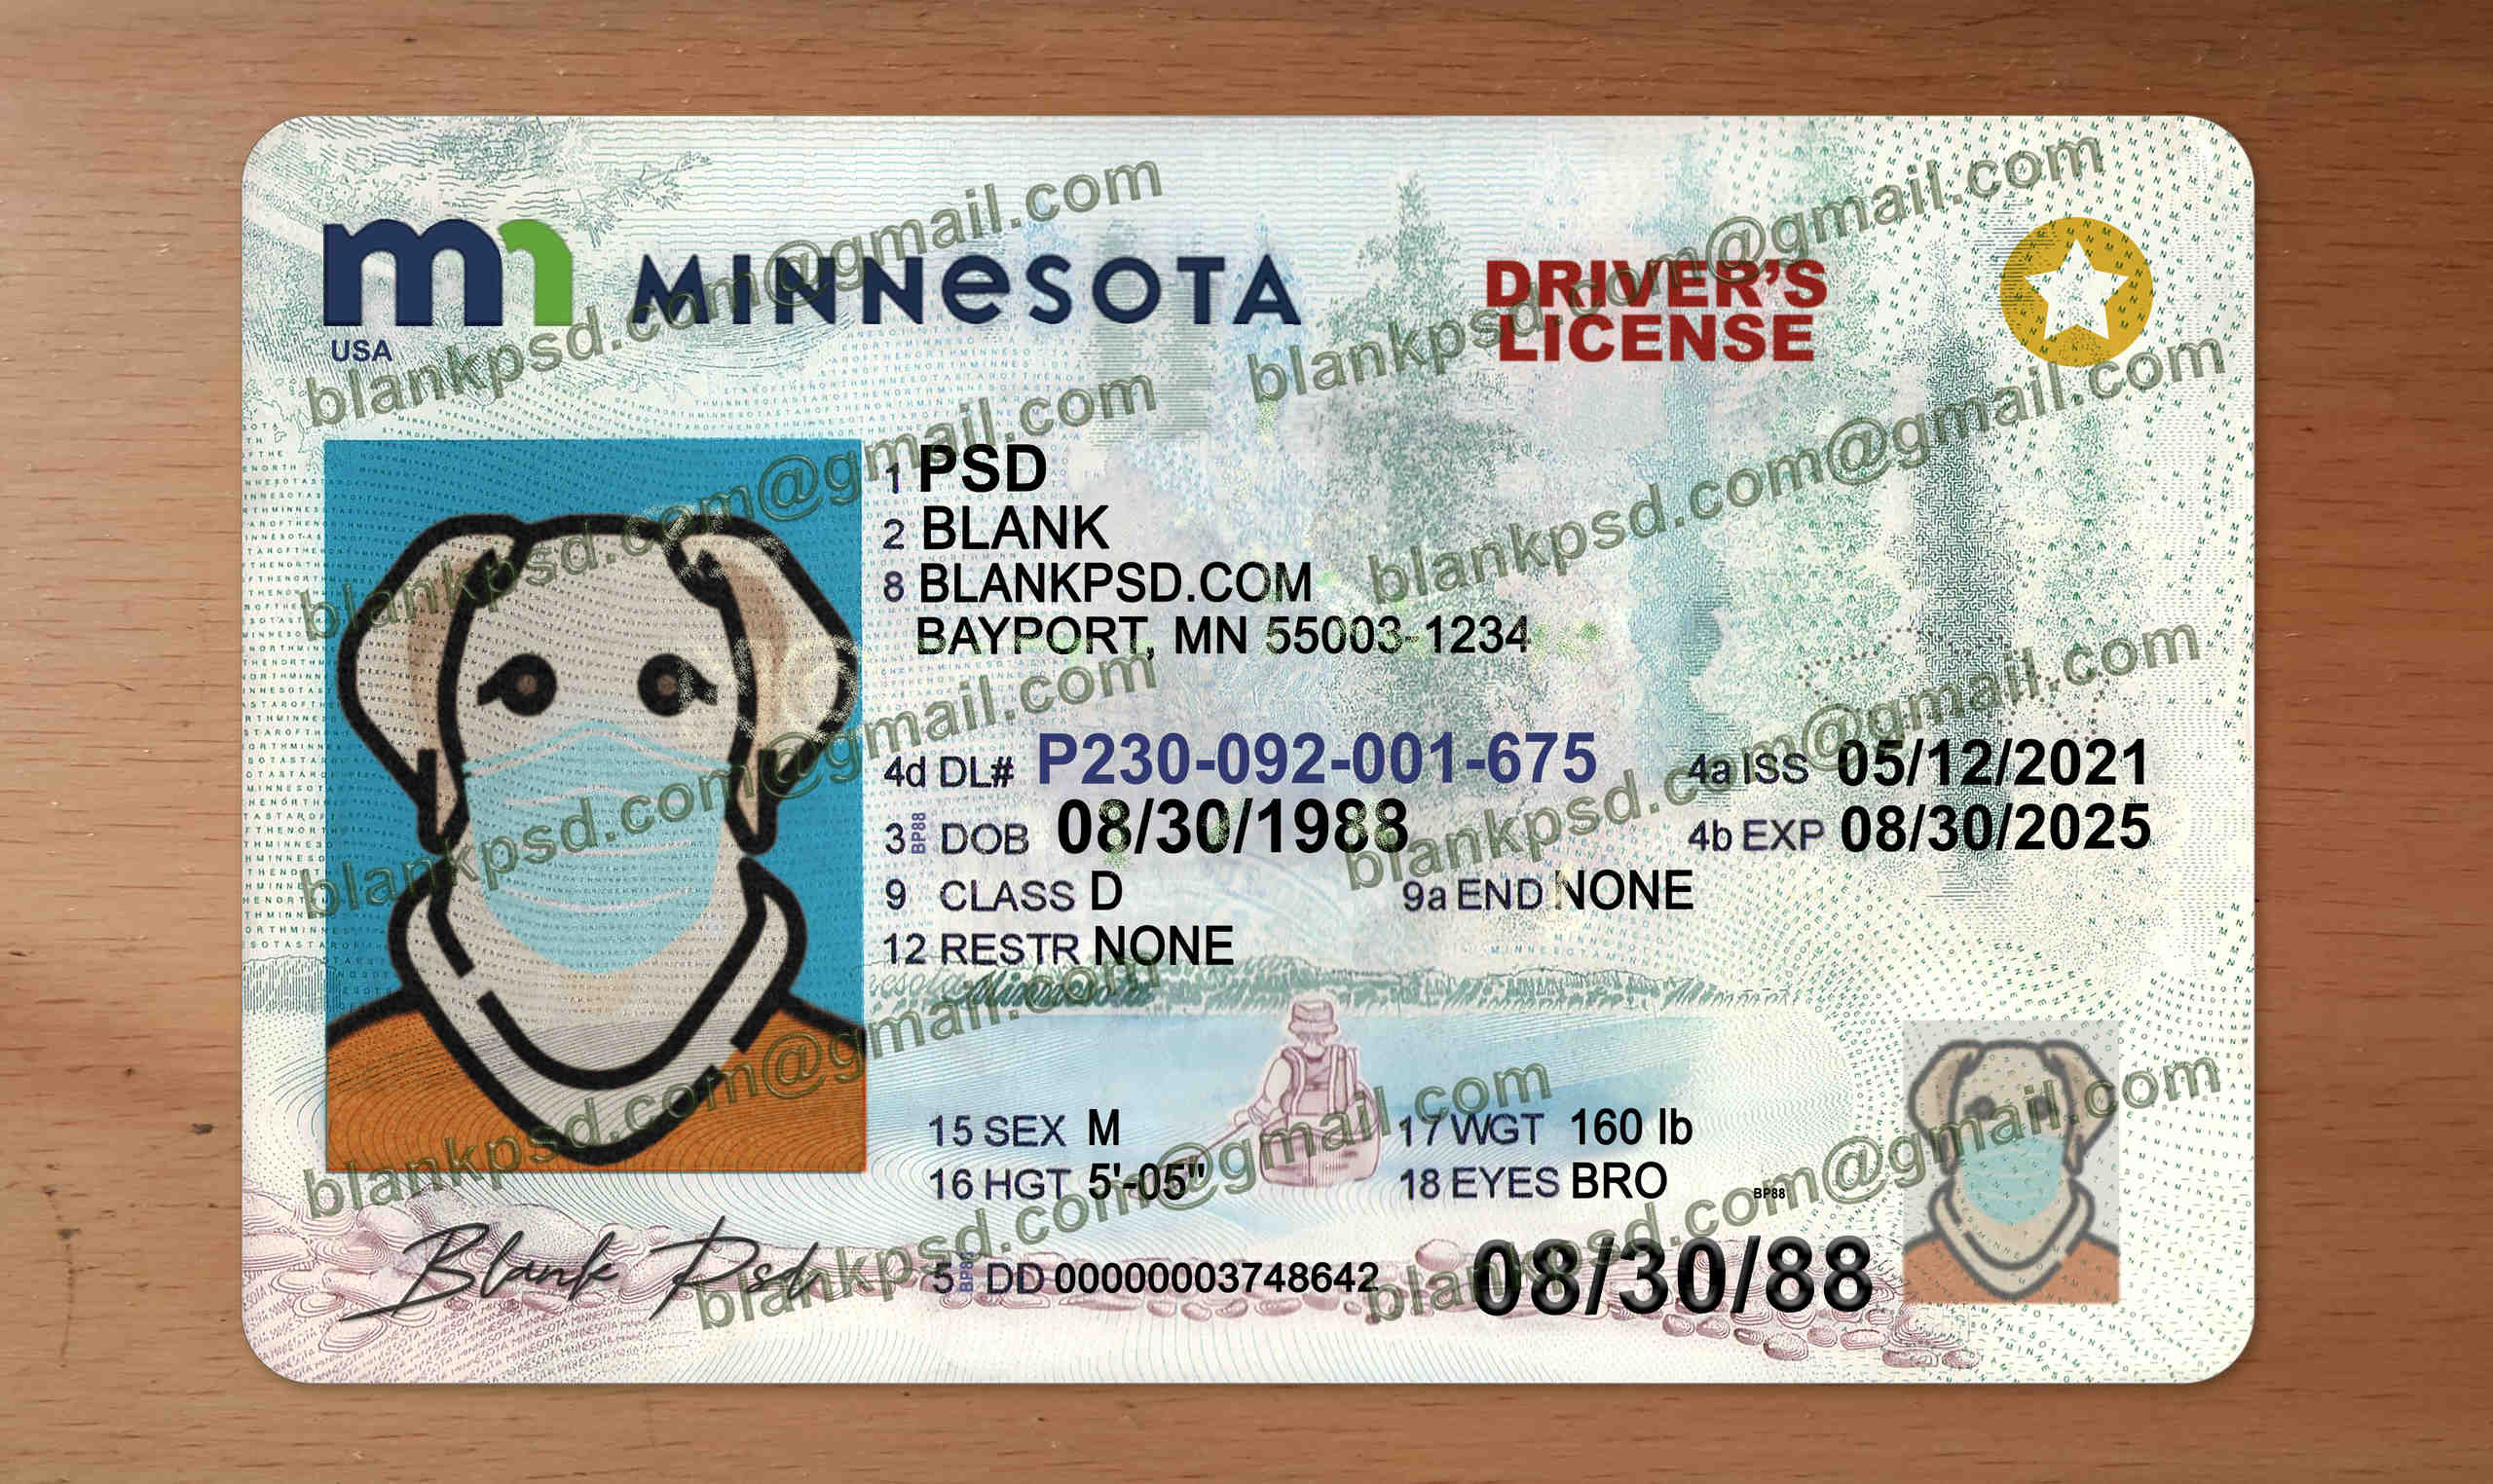 mn MINNESOTA
USA
DRIVER'S
LICENSE
1 PSD
2 BLANK
8 BLANKPSD.COM
BAYPORT, MN 55003-1234
4d DL# P230-092-001-675 4a ISS 05/12/2021
3 BP88 DOB 08/30/1988 4b EXP 08/30/2025
9 CLASS D 9a END NONE
12 RESTR NONE
15 SEX M 17 WGT 160 lb
16 HGT 5'-05" 18 EYES BRO
BP88
Blank Psd
5 BP88 DD 00000003748642 08/30/88
blankpsd.com@gmail.com
blankpsd.com@gmail.com
blankpsd.com@gmail.com
blankpsd.com@gmail.com
blankpsd.com@gmail.com
blankpsd.com@gmail.com
blankpsd.com@gmail.com
blankpsd.com@gmail.com
blankpsd.com@gmail.com